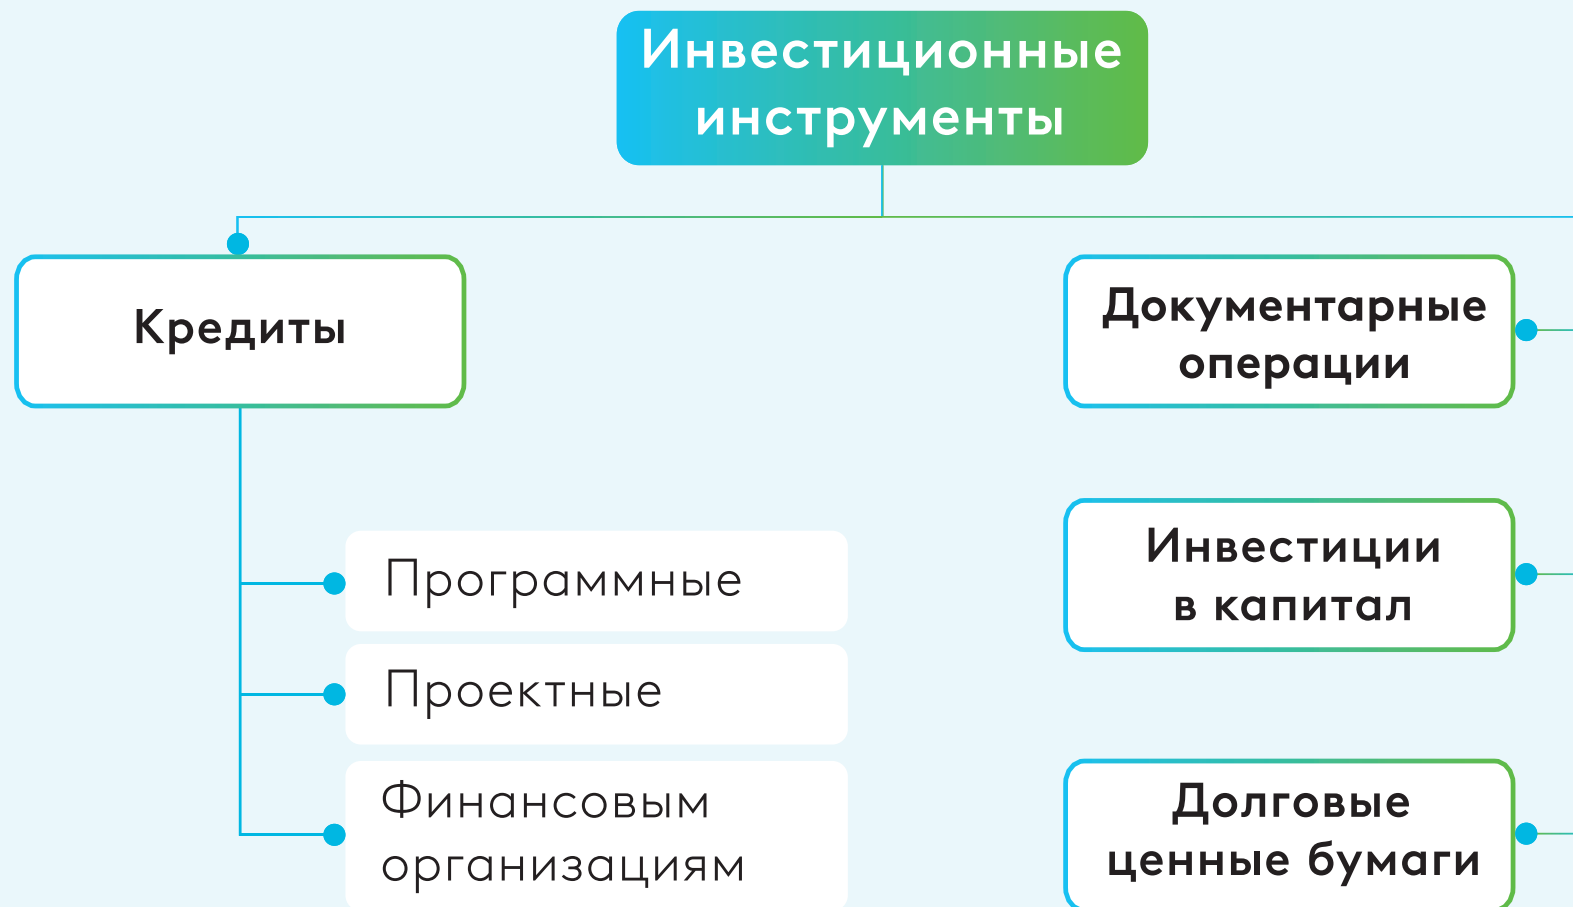 Инвестиционные
инструменты
Кредиты
Программные
Проектные
Финансовым
организациям
Документарные
операции
Инвестиции
в капитал
Долговые
ценные бумаги